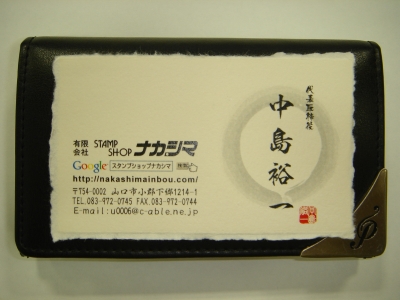 代表取締役
中島裕一
有限会社 STAMP SHOP ナカシマ
Google スタンプショップナカシマ 検索
http://nakashimainbou.com/
〒754-0002 山口市小郡下郷1214-1
TEL.083-972-0745 FAX.083-972-0744
E-mail:u0006@c-able.ne.jp